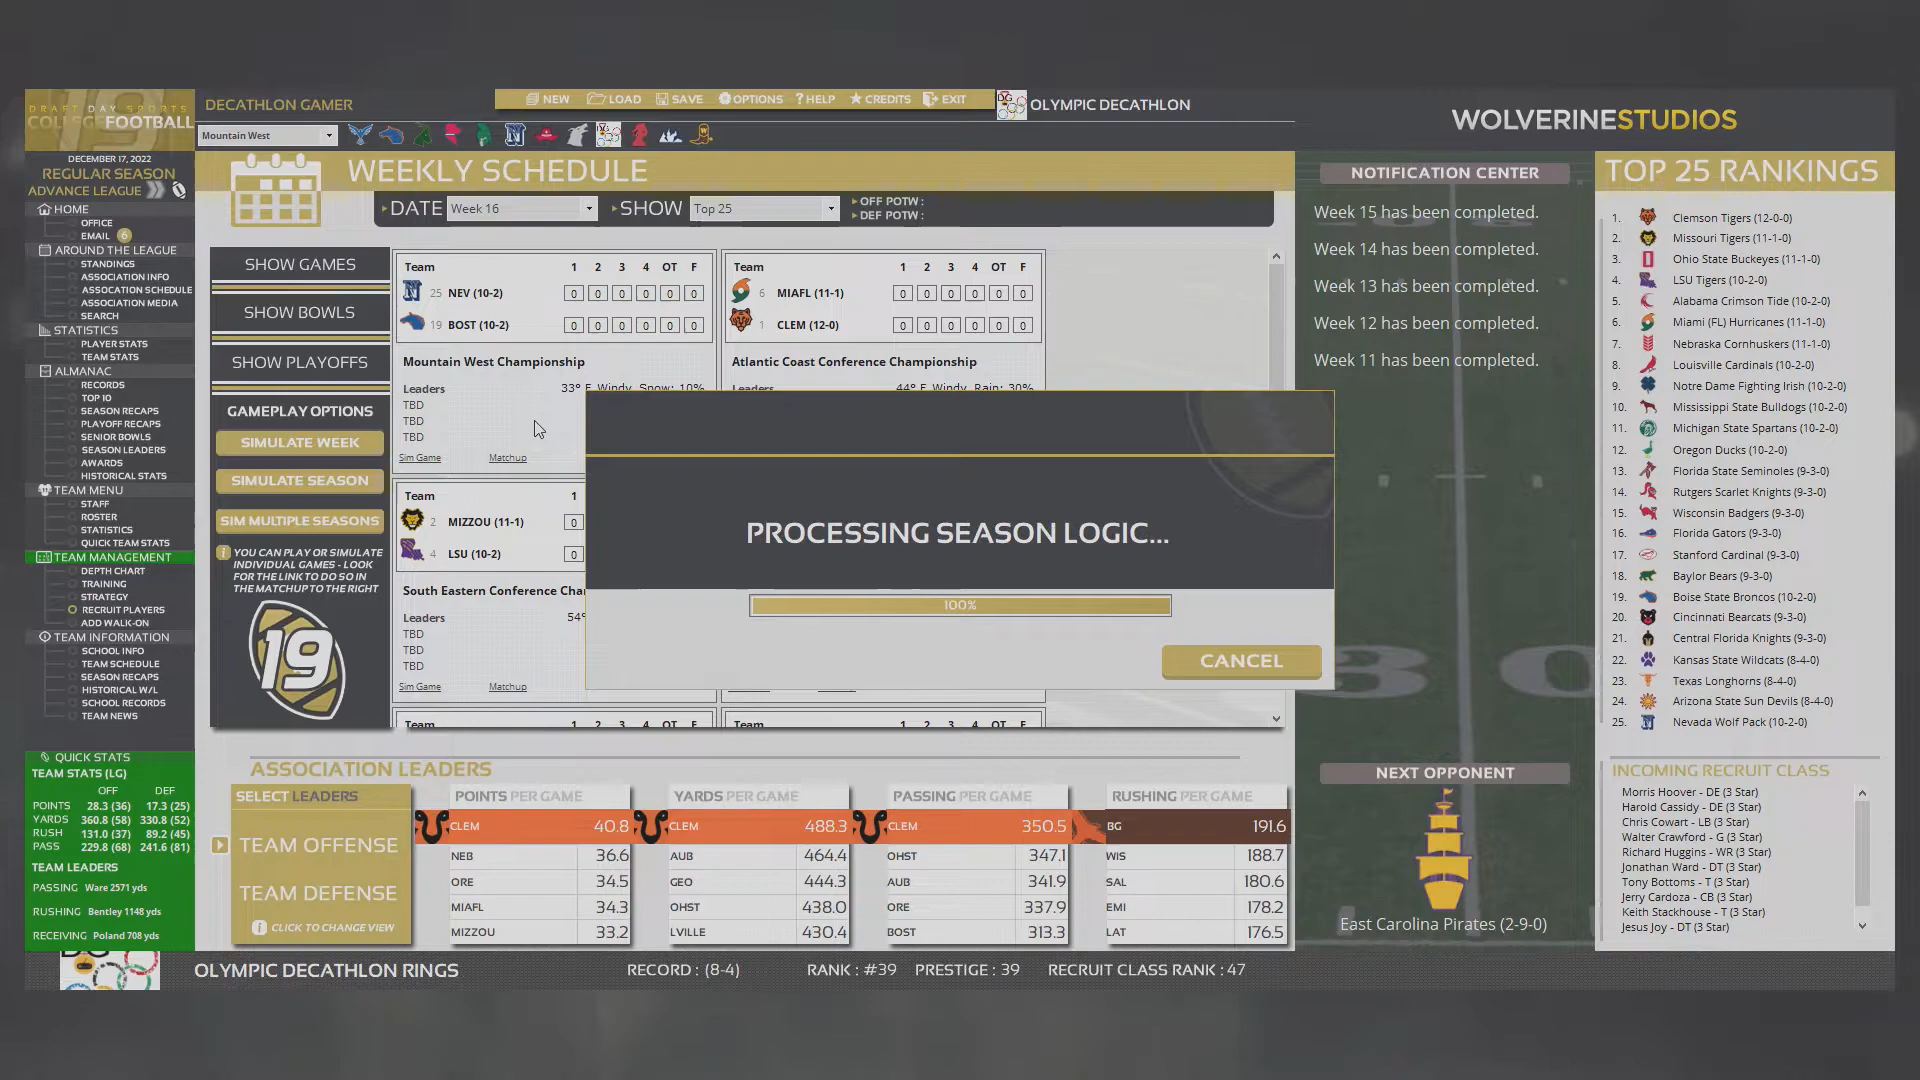 DRAFT DAY SPORTS
COLLEGE FOOTBALL
DECATHLON GAMER
NEW LOAD SAVE OPTIONS ? HELP CREDITS EXIT
OLYMPIC DECATHLON
WOLVERINESTUDIOS
Mountain West
DECEMBER 17, 2022
REGULAR SEASON
ADVANCE LEAGUE
HOME
OFFICE
EMAIL 6
AROUND THE LEAGUE
STANDINGS
ASSOCIATION INFO
ASSOCATION SCHEDULE
ASSOCIATION MEDIA
SEARCH
STATISTICS
PLAYER STATS
TEAM STATS
ALMANAC
RECORDS
TOP 10
SEASON RECAPS
PLAYOFF RECAPS
SENIOR BOWLS
SEASON LEADERS
AWARDS
HISTORICAL STATS
TEAM MENU
STAFF
ROSTER
STATISTICS
QUICK TEAM STATS
TEAM MANAGEMENT
DEPTH CHART
TRAINING
STRATEGY
RECRUIT PLAYERS
ADD WALK-ON
TEAM INFORMATION
SCHOOL INFO
TEAM SCHEDULE
SEASON RECAPS
HISTORICAL W/L
SCHOOL RECORDS
TEAM NEWS
QUICK STATS
TEAM STATS (LG)
OFF DEF
POINTS 28.3 (36) 17.3 (25)
YARDS 360.8 (58) 330.8 (52)
RUSH 131.0 (37) 89.2 (45)
PASS 229.8 (68) 241.6 (81)
TEAM LEADERS
PASSING Ware 2571 yds
RUSHING Bentley 1148 yds
RECEIVING Poland 708 yds
WEEKLY SCHEDULE
DATE Week 16 SHOW Top 25
OFF POTW :
DEF POTW :
SHOW GAMES
SHOW BOWLS
SHOW PLAYOFFS
GAMEPLAY OPTIONS
SIMULATE WEEK
SIMULATE SEASON
SIM MULTIPLE SEASONS
YOU CAN PLAY OR SIMULATE
INDIVIDUAL GAMES - LOOK
FOR THE LINK TO DO SO IN
THE MATCHUP TO THE RIGHT
19
Team 1 2 3 4 OT F
25 NEV (10-2) 0 0 0 0 0 0
19 BOST (10-2) 0 0 0 0 0 0
Mountain West Championship
Leaders 33° F Windy, Snow: 10%
TBD
TBD
TBD
Sim Game Matchup
Team 1 2 3 4 OT F
6 MIAFL (11-1) 0 0 0 0 0 0
1 CLEM (12-0) 0 0 0 0 0 0
Atlantic Coast Conference Championship
Leaders 44° F Windy, Rain: 30%
Team 1
2 MIZZOU (11-1) 0
4 LSU (10-2) 0
South Eastern Conference Cha
Leaders 54°
TBD
TBD
TBD
Sim Game Matchup
Team 1 2 3 4 OT F
Team 1 2 3 4 OT F
PROCESSING SEASON LOGIC...
100%
CANCEL
NOTIFICATION CENTER
Week 15 has been completed.
Week 14 has been completed.
Week 13 has been completed.
Week 12 has been completed.
Week 11 has been completed.
NEXT OPPONENT
East Carolina Pirates (2-9-0)
TOP 25 RANKINGS
1. Clemson Tigers (12-0-0)
2. Missouri Tigers (11-1-0)
3. Ohio State Buckeyes (11-1-0)
4. LSU Tigers (10-2-0)
5. Alabama Crimson Tide (10-2-0)
6. Miami (FL) Hurricanes (11-1-0)
7. Nebraska Cornhuskers (11-1-0)
8. Louisville Cardinals (10-2-0)
9. Notre Dame Fighting Irish (10-2-0)
10. Mississippi State Bulldogs (10-2-0)
11. Michigan State Spartans (10-2-0)
12. Oregon Ducks (10-2-0)
13. Florida State Seminoles (9-3-0)
14. Rutgers Scarlet Knights (9-3-0)
15. Wisconsin Badgers (9-3-0)
16. Florida Gators (9-3-0)
17. Stanford Cardinal (9-3-0)
18. Baylor Bears (9-3-0)
19. Boise State Broncos (10-2-0)
20. Cincinnati Bearcats (9-3-0)
21. Central Florida Knights (9-3-0)
22. Kansas State Wildcats (8-4-0)
23. Texas Longhorns (8-4-0)
24. Arizona State Sun Devils (8-4-0)
25. Nevada Wolf Pack (10-2-0)
INCOMING RECRUIT CLASS
Morris Hoover - DE (3 Star)
Harold Cassidy - DE (3 Star)
Chris Cowart - LB (3 Star)
Walter Crawford - G (3 Star)
Richard Huggins - WR (3 Star)
Jonathan Ward - DT (3 Star)
Tony Bottoms - T (3 Star)
Jerry Cardoza - CB (3 Star)
Keith Stackhouse - T (3 Star)
Jesus Joy - DT (3 Star)
ASSOCIATION LEADERS
SELECT LEADERS
TEAM OFFENSE
TEAM DEFENSE
CLICK TO CHANGE VIEW
POINTS PER GAME
CLEM 40.8
NEB 36.6
ORE 34.5
MIAFL 34.3
MIZZOU 33.2
YARDS PER GAME
CLEM 488.3
AUB 464.4
GEO 444.3
OHST 438.0
LVILLE 430.4
PASSING PER GAME
CLEM 350.5
OHST 347.1
AUB 341.9
ORE 337.9
BOST 313.3
RUSHING PER GAME
BG 191.6
WIS 188.7
SAL 180.6
EMI 178.2
LAT 176.5
OLYMPIC DECATHLON RINGS RECORD : (8-4) RANK : #39 PRESTIGE : 39 RECRUIT CLASS RANK : 47